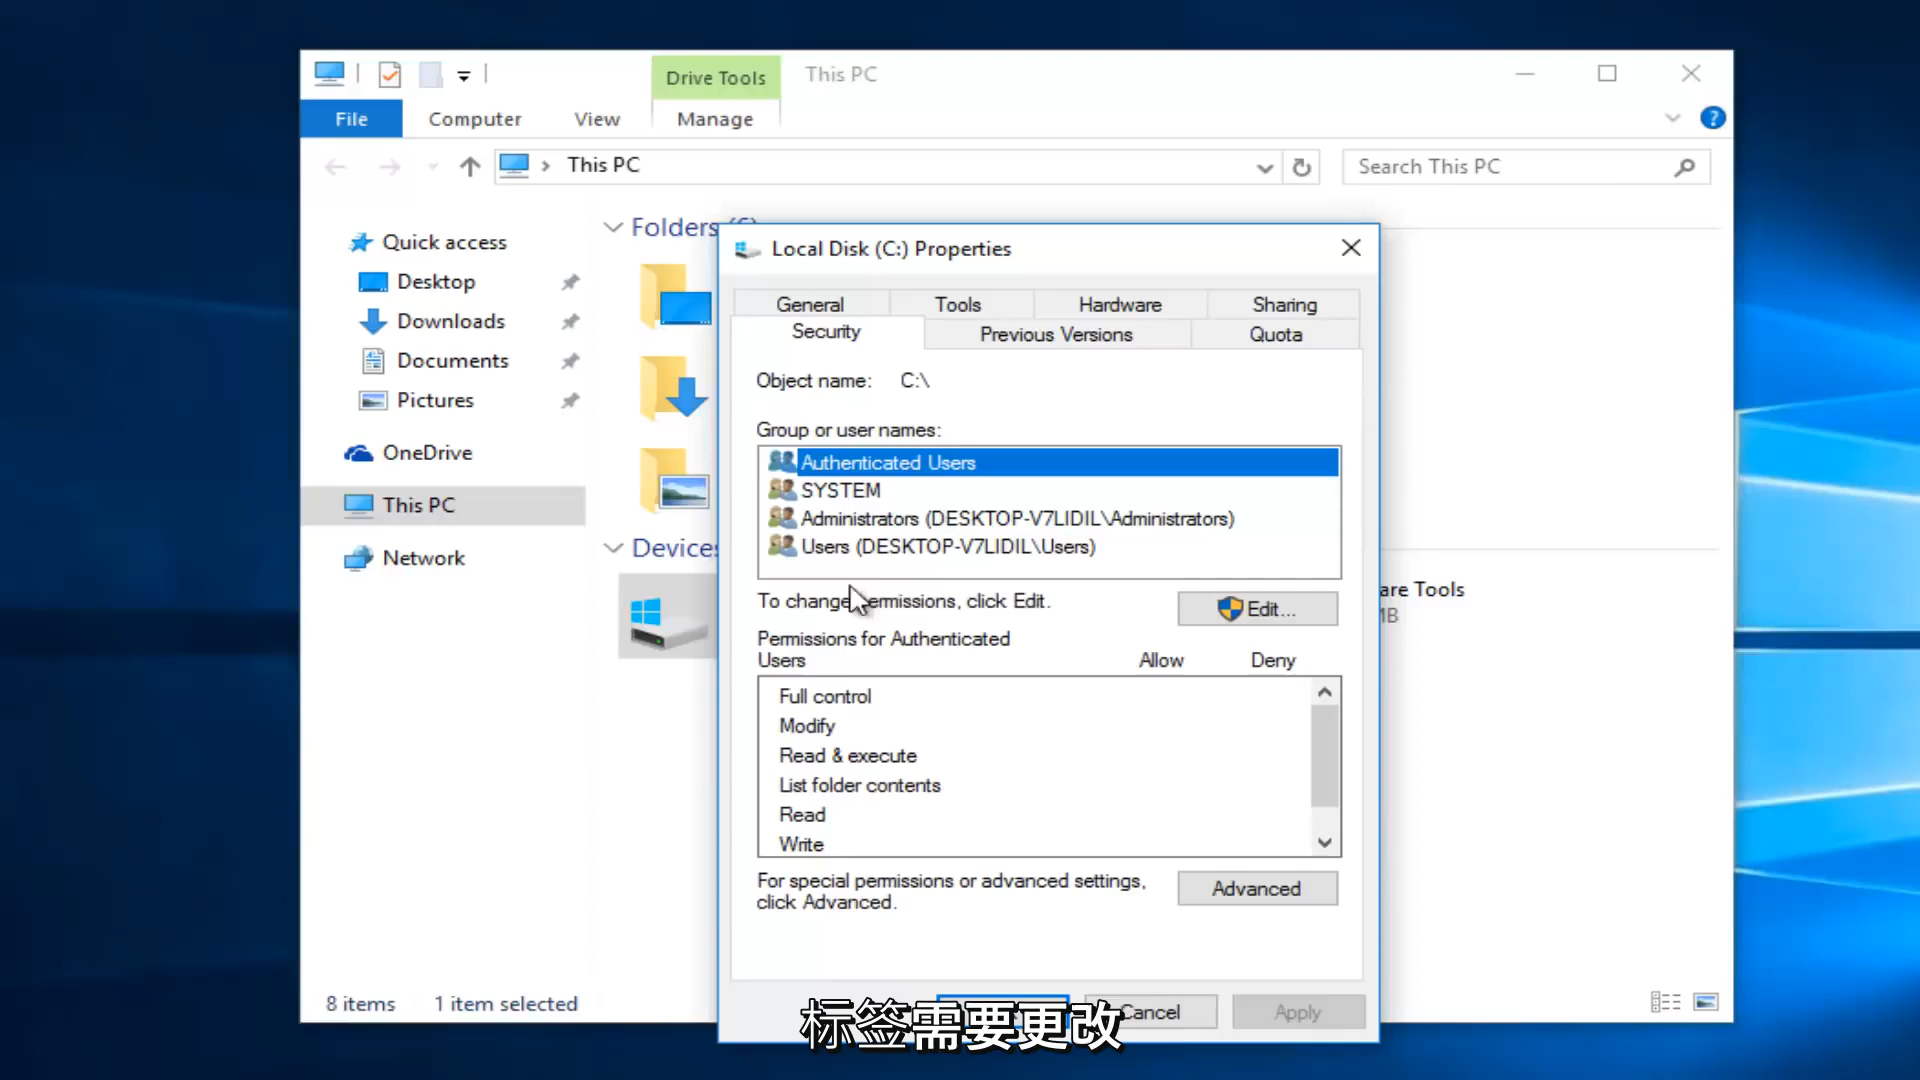 Drive Tools
This PC
File
Computer
View
Manage
?
This PC
Search This PC
Quick access
Desktop
Downloads
Documents
Pictures
OneDrive
This PC
Network
Folders
Devices
Local Disk (C:) Properties
General
Tools
Hardware
Sharing
Security
Previous Versions
Quota
Object name: C:\
Group or user names:
Authenticated Users
SYSTEM
Administrators (DESKTOP-V7LIDIL\Administrators)
Users (DESKTOP-V7LIDIL\Users)
To change permissions, click Edit.
Edit...
Permissions for Authenticated
Users
Allow
Deny
Full control
Modify
Read & execute
List folder contents
Read
Write
For special permissions or advanced settings,
click Advanced.
Advanced
are Tools
MB
8 items
1 item selected
Cancel
Apply
标签需要更改